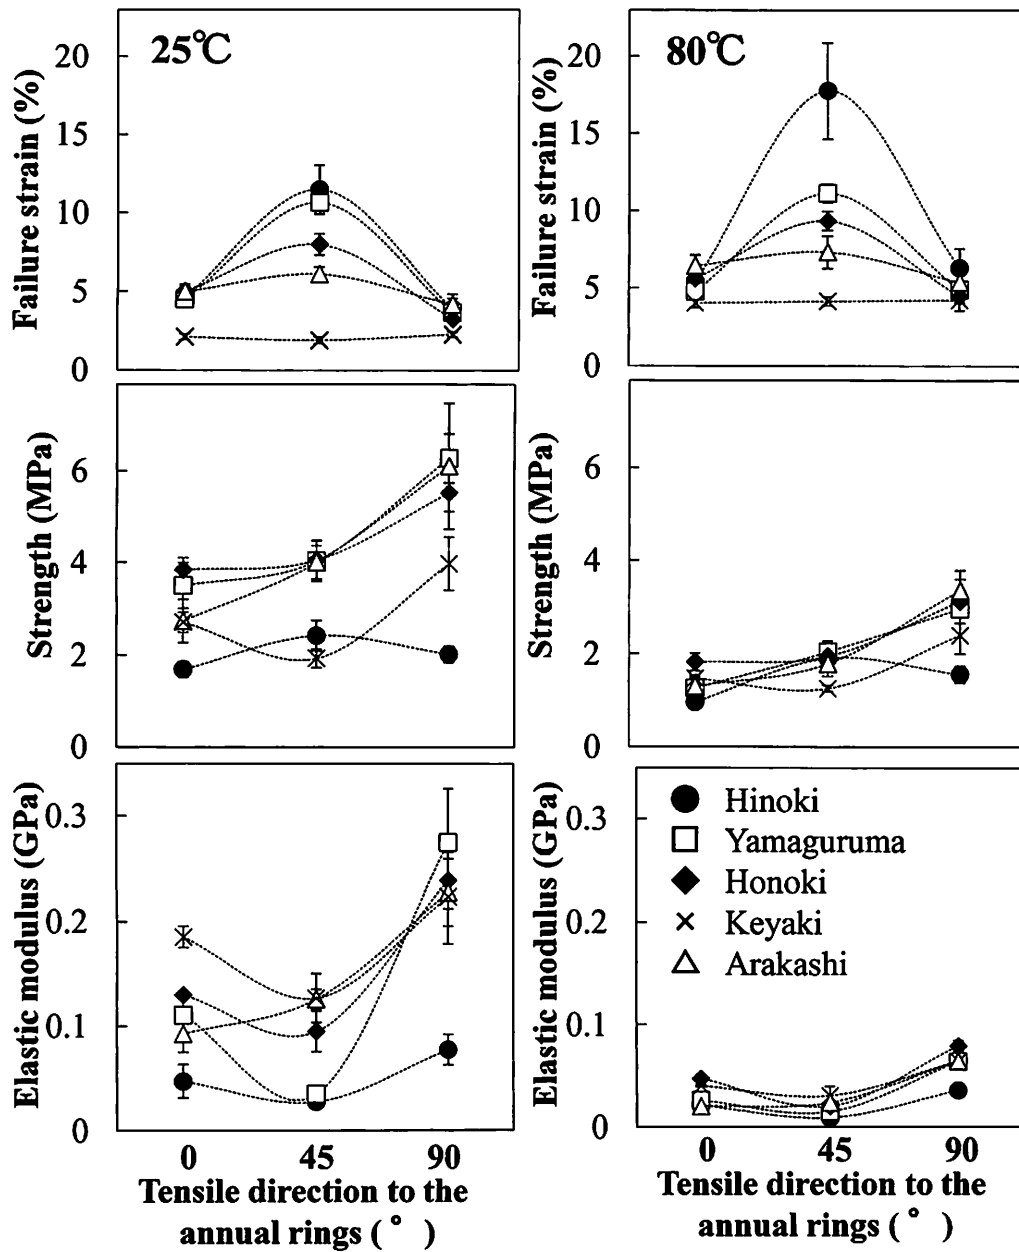 25℃
80℃
Failure strain (%)
20
15
10
5
0
Failure strain (%)
20
15
10
5
0
Strength (MPa)
6
4
2
0
Strength (MPa)
6
4
2
0
Elastic modulus (GPa)
0.3
0.2
0.1
0
Elastic modulus (GPa)
0.3
0.2
0.1
0
Hinoki
Yamaguruma
Honoki
Keyaki
Arakashi
0 45 90
Tensile direction to the
annual rings ( ° )
0 45 90
Tensile direction to the
annual rings ( ° )